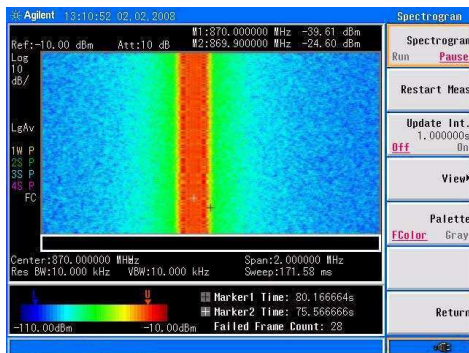 Agilent 13:10:52 02.02.2008 Spectrogram
M1:870.000000 MHz -39.61 dBm
Ref:-10.00 dBm Att:10 dB M2:869.900000 MHz -24.60 dBm
Log
10
dB/
LgAv
1W P
2S P
3S P
4S P
FC
Center:870.000000 MHz Span:2.000000 MHz
Res BW:10.000 kHz VBW:10.000 kHz Sweep:171.58 ms
L U
-110.00dBm -10.00dBm
Marker1 Time: 80.166664s
Marker2 Time: 75.566666s
Failed Frame Count: 28
Spectrogram
Run Pause
Restart Meas
Update Int.
1.000000s
Off On
View
Palette
FColor Gray
Return